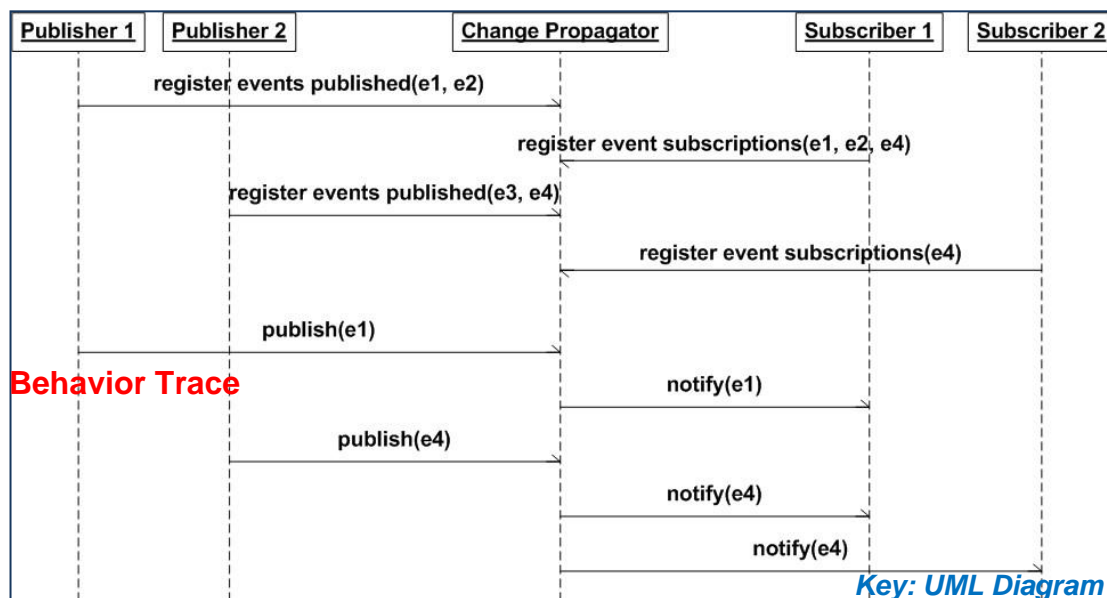 Publisher 1 Publisher 2 Change Propagator Subscriber 1 Subscriber 2
register events published(e1, e2)
register event subscriptions(e1, e2, e4)
register events published(e3, e4)
register event subscriptions(e4)
publish(e1)
Behavior Trace
notify(e1)
publish(e4)
notify(e4)
notify(e4)
Key: UML Diagram